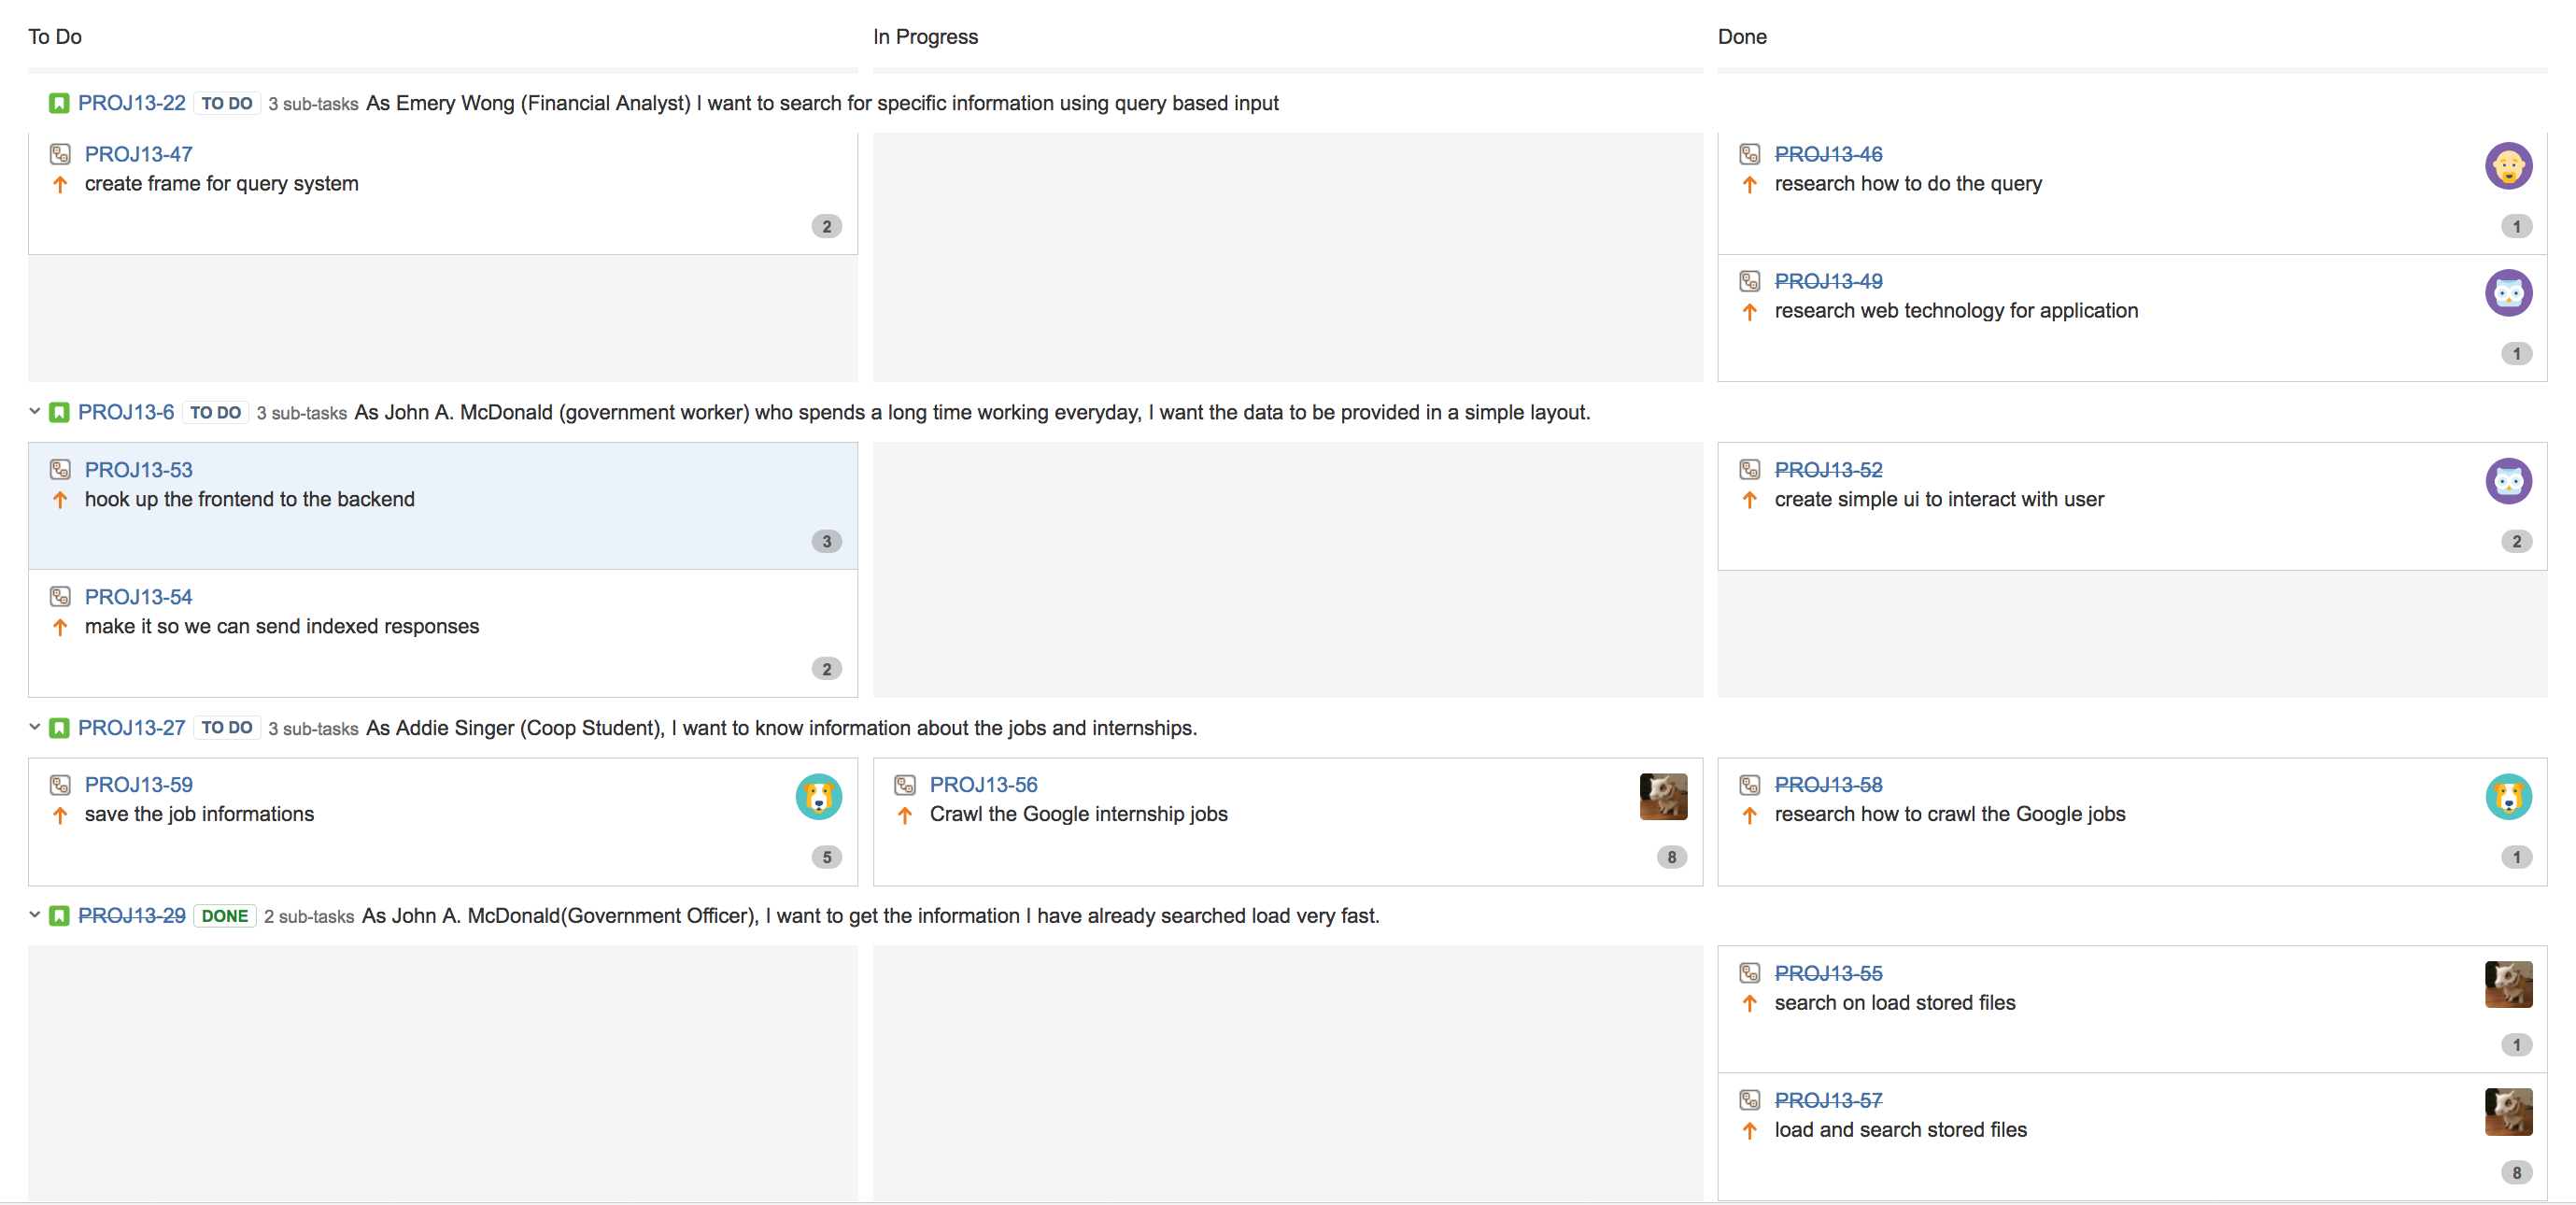 To Do
In Progress
Done
PROJ13-22 TO DO 3 sub-tasks As Emery Wong (Financial Analyst) I want to search for specific information using query based input
PROJ13-47
create frame for query system
2
PROJ13-46
research how to do the query
1
PROJ13-49
research web technology for application
1
PROJ13-6 TO DO 3 sub-tasks As John A. McDonald (government worker) who spends a long time working everyday, I want the data to be provided in a simple layout.
PROJ13-53
hook up the frontend to the backend
3
PROJ13-54
make it so we can send indexed responses
2
PROJ13-52
create simple ui to interact with user
2
PROJ13-27 TO DO 3 sub-tasks As Addie Singer (Coop Student), I want to know information about the jobs and internships.
PROJ13-59
save the job informations
5
PROJ13-56
Crawl the Google internship jobs
8
PROJ13-58
research how to crawl the Google jobs
1
PROJ13-29 DONE 2 sub-tasks As John A. McDonald(Government Officer), I want to get the information I have already searched load very fast.
PROJ13-55
search on load stored files
1
PROJ13-57
load and search stored files
8